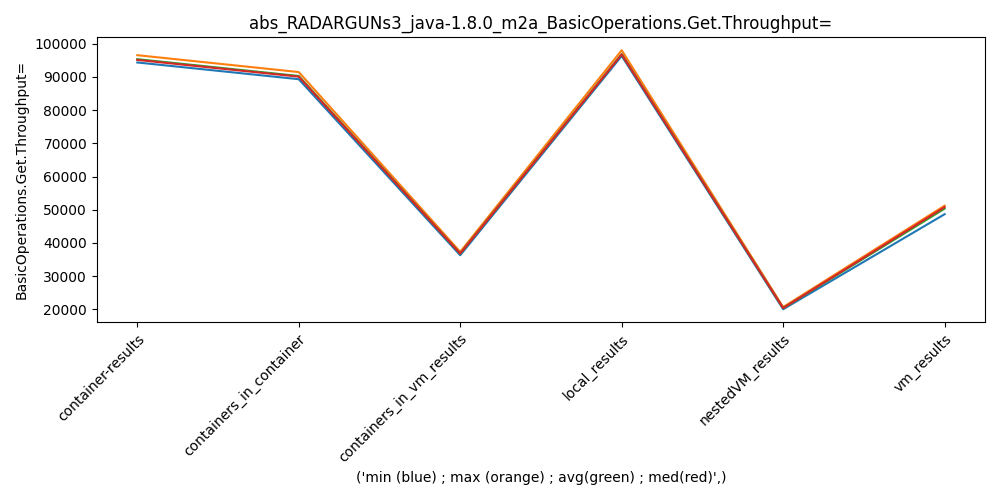 abs_RADARGUNs3_java-1.8.0_m2a_BasicOperations.Get.Throughput=
BasicOperations.Get.Throughput=
100000
90000
80000
70000
60000
50000
40000
30000
20000
container-results
containers_in_container
containers_in_vm_results
local_results
nestedVM_results
vm_results
('min (blue) ; max (orange) ; avg(green) ; med(red)',)